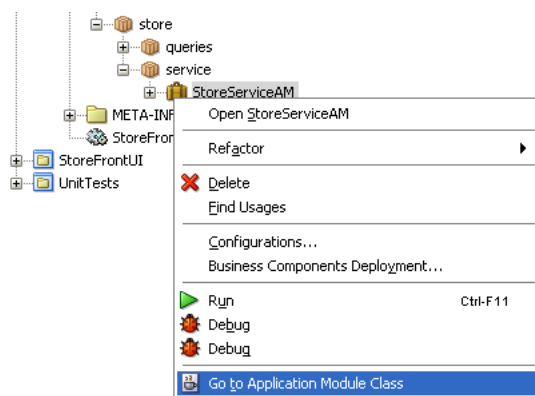 store
queries
service
StoreServiceAM
META-INF
Open StoreServiceAM
StoreFron
Refactor
StoreFrontUI
UnitTests
Delete
Find Usages
Configurations...
Business Components Deployment...
Run Ctrl-F11
Debug
Debug
Go to Application Module Class